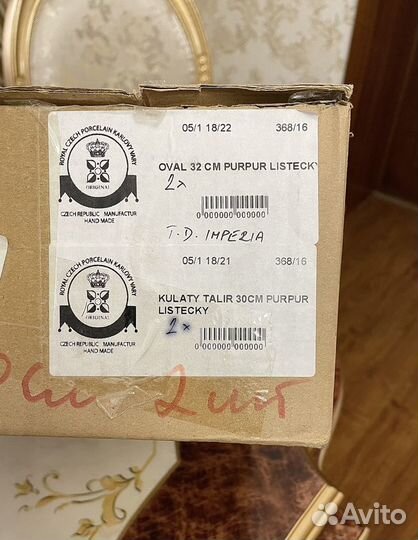 ROYAL CZECH PORCELAIN KARLOVY VARY
ORIGINAL
CZECH REPUBLIC MANUFACTUR
HAND MADE
05/1 18/22 368/16
OVAL 32 CM PURPUR LISTECKY
2x
0 000000 000000
T.D. IMPERIA
ROYAL CZECH PORCELAIN KARLOVY VARY
ORIGINAL
CZECH REPUBLIC MANUFACTUR
HAND MADE
05/1 18/21 368/16
KULATY TALIR 30CM PURPUR
LISTECKY
2x
0 000000 000000
2 шт
Avito